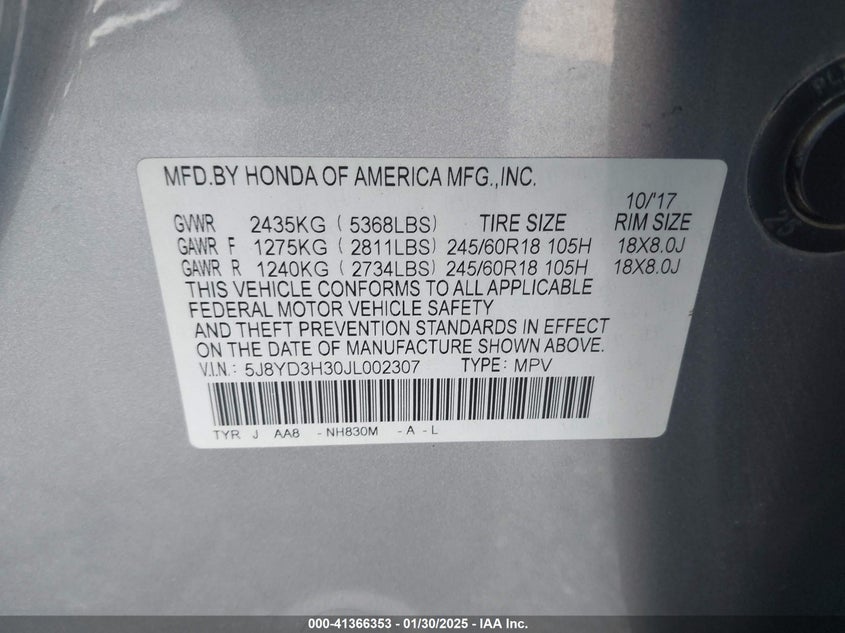 MFD.BY HONDA OF AMERICA MFG.,INC.
10/'17
GVWR 2435KG ( 5368LBS) TIRE SIZE RIM SIZE
GAWR F 1275KG ( 2811LBS) 245/60R18 105H 18X8.0J
GAWR R 1240KG ( 2734LBS) 245/60R18 105H 18X8.0J
THIS VEHICLE CONFORMS TO ALL APPLICABLE
FEDERAL MOTOR VEHICLE SAFETY
AND THEFT PREVENTION STANDARDS IN EFFECT
ON THE DATE OF MANUFACTURE SHOWN ABOVE.
V.I.N.: 5J8YD3H30JL002307 TYPE: MPV
TYR J AA8 -NH830M -A -L
25
000-41366353 - 01/30/2025 - IAA Inc.